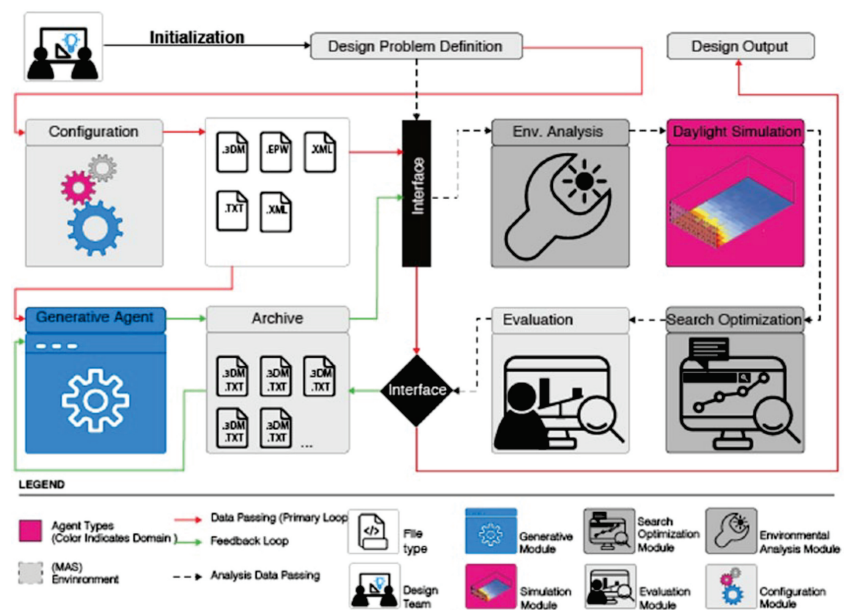 Initialization
Design Problem Definition
Design Output
Configuration
.3DM
.EPW
.XML
.TXT
.XML
Interface
Env. Analysis
Daylight Simulation
Generative Agent
Archive
.3DM
.TXT
.3DM
.TXT
.3DM
.TXT
.3DM
.TXT
.3DM
.TXT
...
Interface
Evaluation
Search Optimization
LEGEND
Agent Types
(Color Indicates Domain )
(MAS)
Envinronment
Data Passing (Primary Loop
Feedback Loop
Analysis Data Passing
</>
File
type
Design
Team
Generative
Module
Simulation
Module
Search
Optimization
Module
Evaluation
Module
Environmental
Analysis Module
Configuration
Module